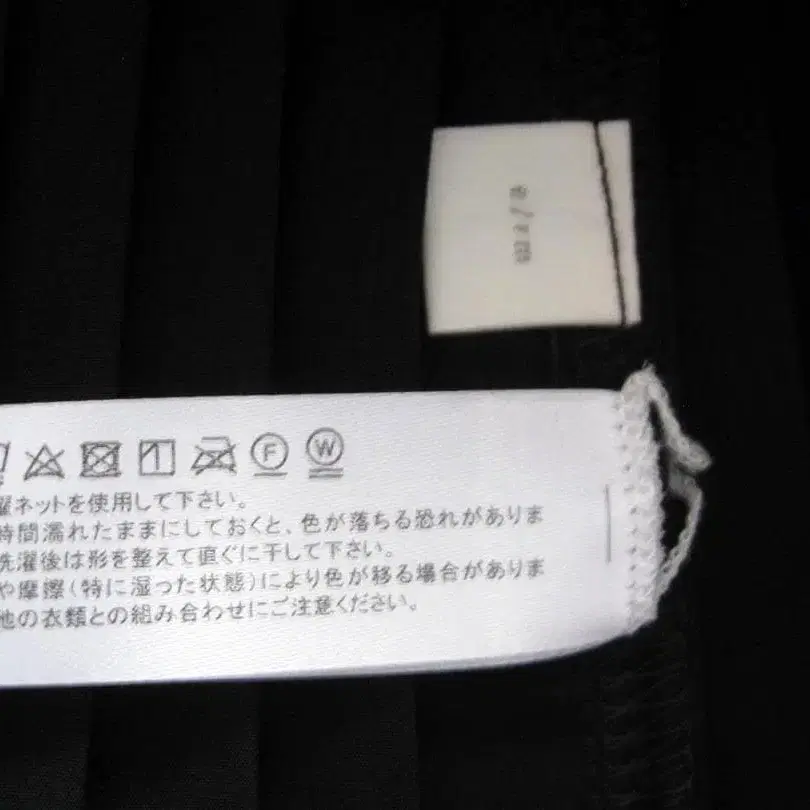 F W
濯ネットを使用して下さい。
時間濡れたままにしておくと、色が落ちる恐れがありま
洗濯後は形を整えて直ぐに干して下さい。
や摩擦(特に湿った状態)により色が移る場合がありま
他の衣類との組み合わせにご注意ください。